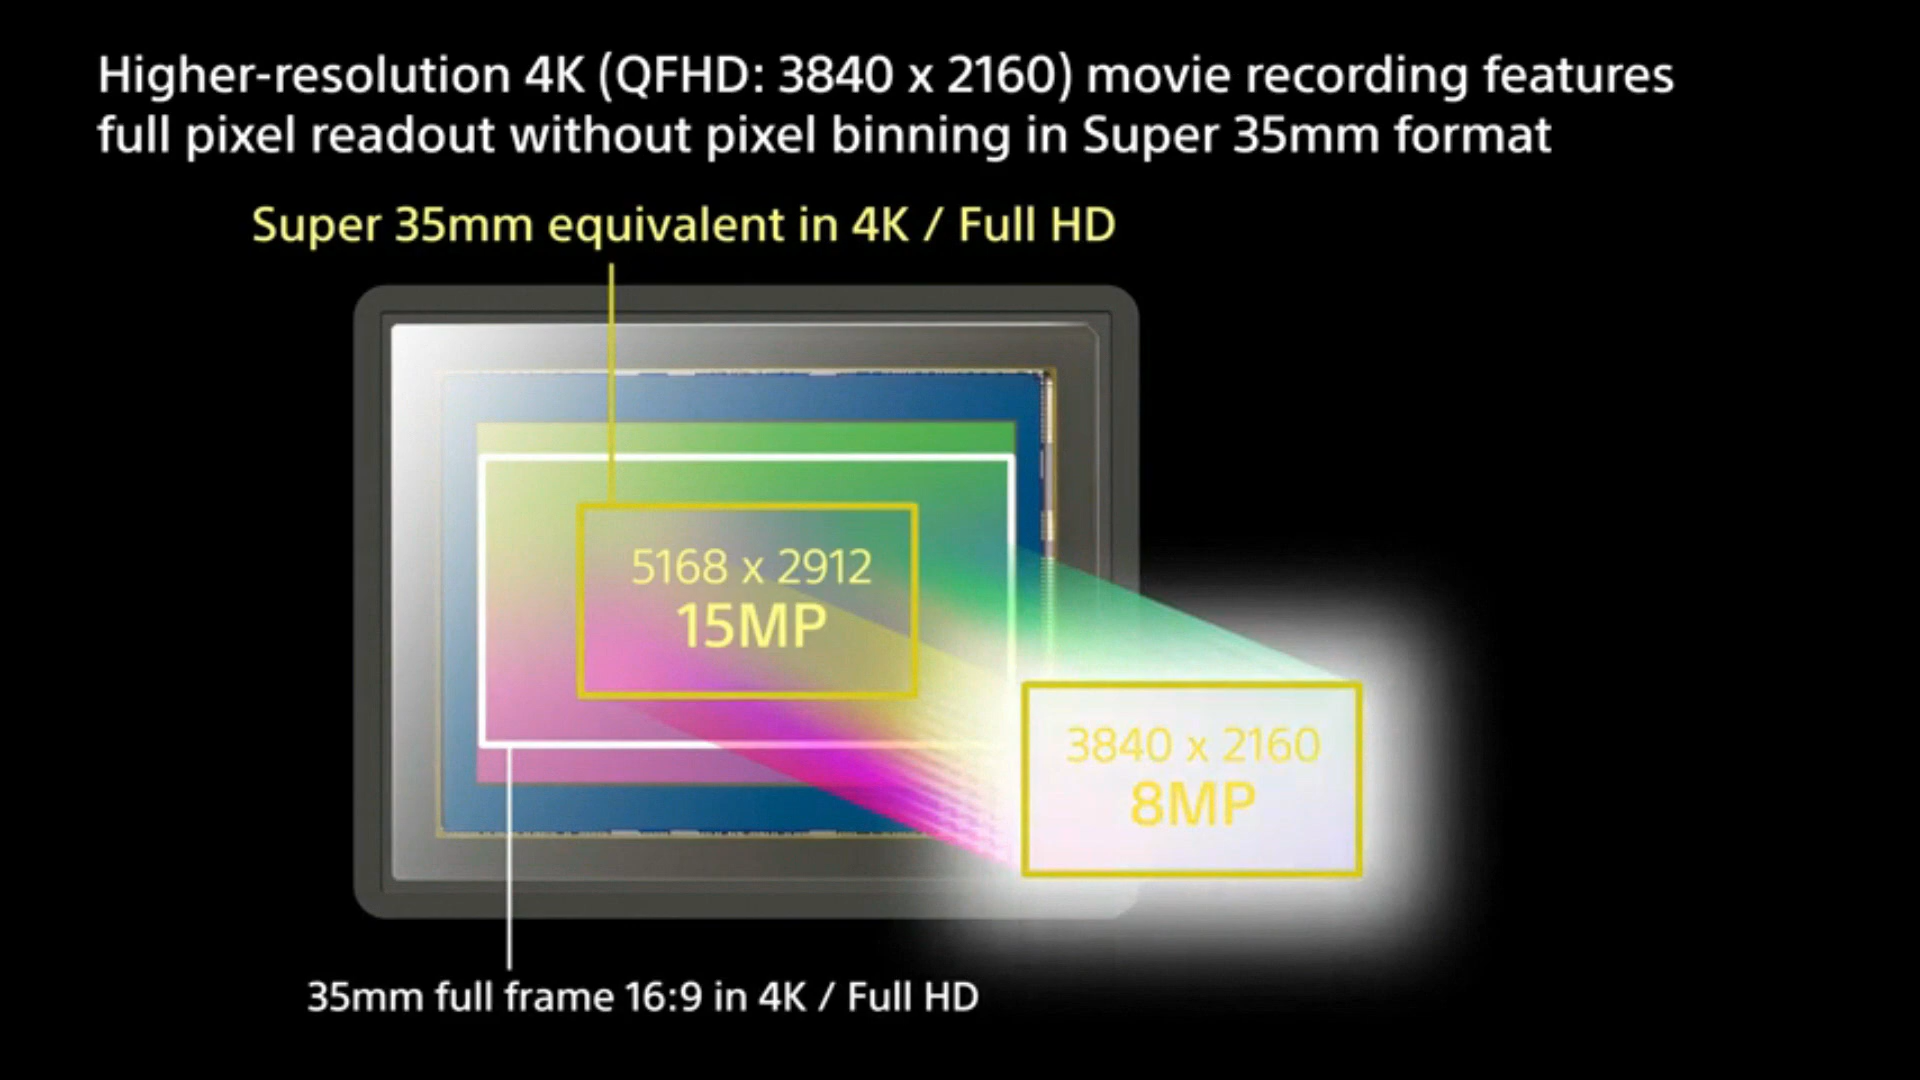 Higher-resolution 4K (QFHD: 3840 x 2160) movie recording features
full pixel readout without pixel binning in Super 35mm format
Super 35mm equivalent in 4K / Full HD
5168 x 2912
15MP
3840 x 2160
8MP
35mm full frame 16:9 in 4K / Full HD